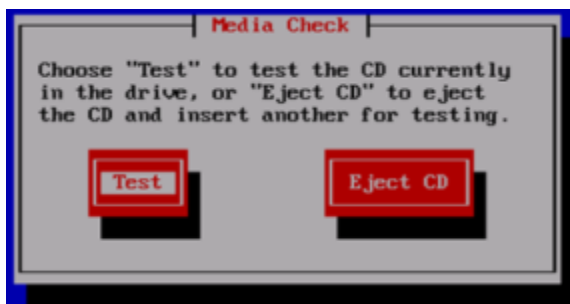 Media Check
Choose "Test" to test the CD currently
in the drive, or "Eject CD" to eject
the CD and insert another for testing.
Test
Eject CD